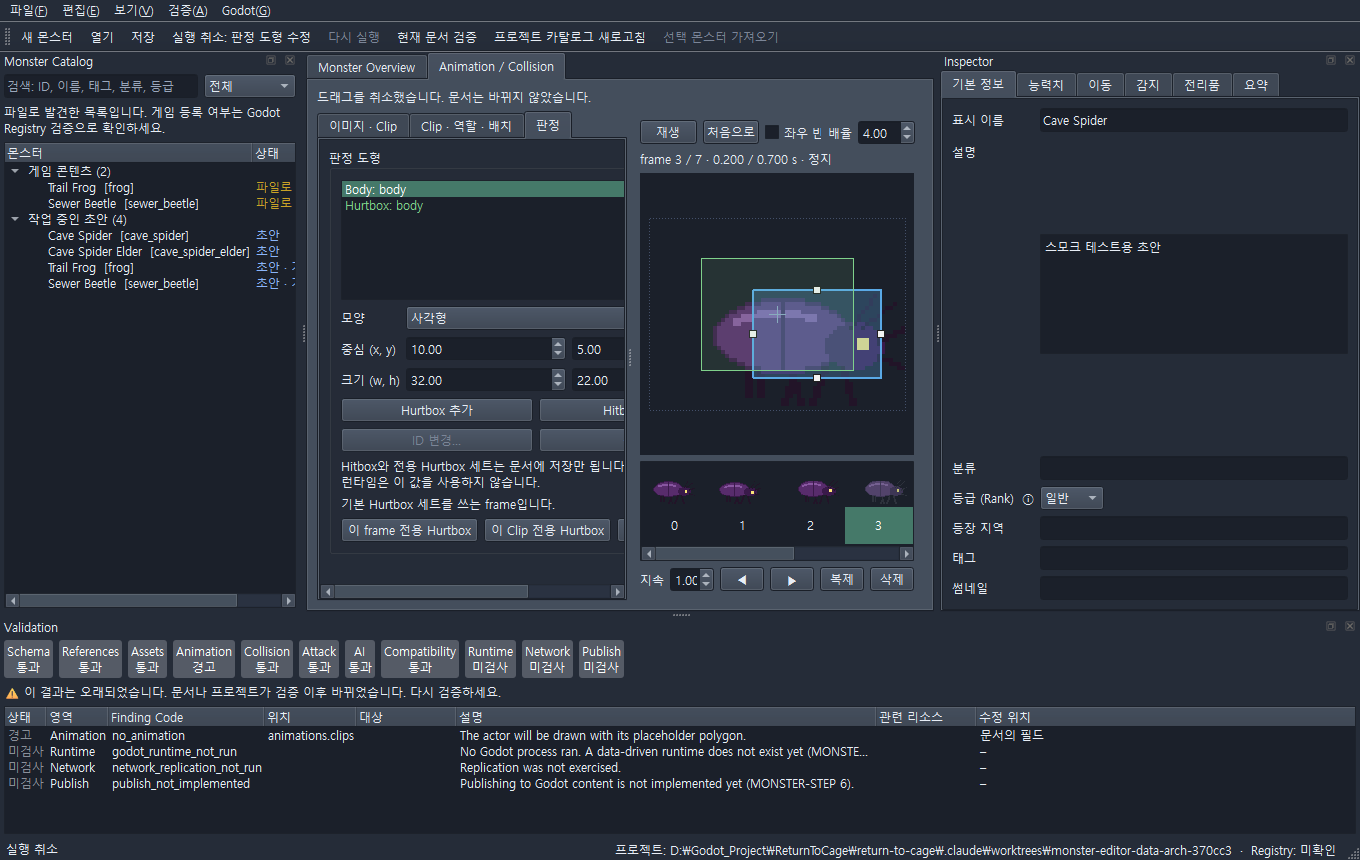 파일(F) 편집(E) 보기(V) 검증(A) Godot(G)
새 몬스터 열기 저장 실행 취소: 판정 도형 수정 다시 실행 현재 문서 검증 프로젝트 카탈로그 새로고침 선택 몬스터 가져오기
Monster Catalog
검색: ID, 이름, 태그, 분류, 등급 전체
파일로 발견한 목록입니다. 게임 등록 여부는 Godot
Registry 검증으로 확인하세요.
몬스터 상태
게임 콘텐츠 (2)
Trail Frog [frog] 파일로
Sewer Beetle [sewer_beetle] 파일로
작업 중인 초안 (4)
Cave Spider [cave_spider] 초안
Cave Spider Elder [cave_spider_elder] 초안
Trail Frog [frog] 초안 ·
Sewer Beetle [sewer_beetle] 초안 ·
Monster Overview Animation / Collision
드래그를 취소했습니다. 문서는 바뀌지 않았습니다.
이미지 · Clip Clip · 역할 · 배치 판정
판정 도형
Body: body
Hurtbox: body
모양 사각형
중심 (x, y) 10.00 5.00
크기 (w, h) 32.00 22.00
Hurtbox 추가 Hitb
ID 변경...
Hitbox와 전용 Hurtbox 세트는 문서에 저장만 됩니다
런타임은 이 값을 사용하지 않습니다.
기본 Hurtbox 세트를 쓰는 frame입니다.
이 frame 전용 Hurtbox 이 Clip 전용 Hurtbox
재생 처음으로 좌우 반 배율 4.00
frame 3 / 7 · 0.200 / 0.700 s · 정지
0 1 2 3
지속 1.00 ◀ ▶ 복제 삭제
Inspector
기본 정보 능력치 이동 감지 전리품 요약
표시 이름 Cave Spider
설명
스모크 테스트용 초안
분류
등급 (Rank) 일반
등장 지역
태그
썸네일
Validation
Schema 통과
References 통과
Assets 통과
Animation 경고
Collision 통과
Attack 통과
AI 통과
Compatibility 통과
Runtime 미검사
Network 미검사
Publish 미검사
이 결과는 오래되었습니다. 문서나 프로젝트가 검증 이후 바뀌었습니다. 다시 검증하세요.
상태 영역 Finding Code 위치 대상 설명 관련 리소스 수정 위치
경고 Animation no_animation animations.clips The actor will be drawn with its placeholder polygon. 문서의 필드
미검사 Runtime godot_runtime_not_run No Godot process ran. A data-driven runtime does not exist yet (MONSTE... –
미검사 Network network_replication_not_run Replication was not exercised. –
미검사 Publish publish_not_implemented Publishing to Godot content is not implemented yet (MONSTER-STEP 6). –
실행 취소 프로젝트: D:₩Godot_Project₩ReturnToCage₩return-to-cage₩.claude₩worktrees₩monster-editor-data-arch-370cc3 · Registry: 미확인